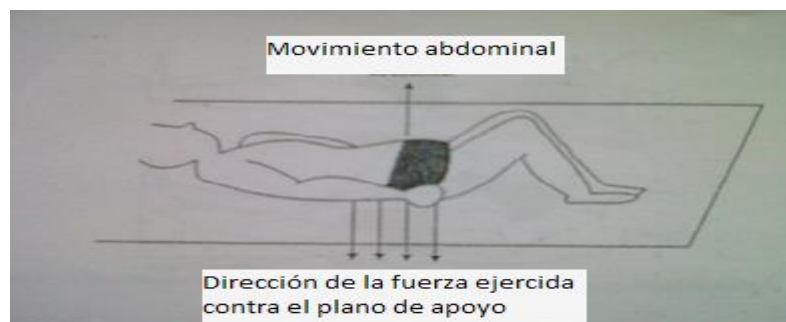 Movimiento abdominal
Dirección de la fuerza ejercida
contra el plano de apoyo